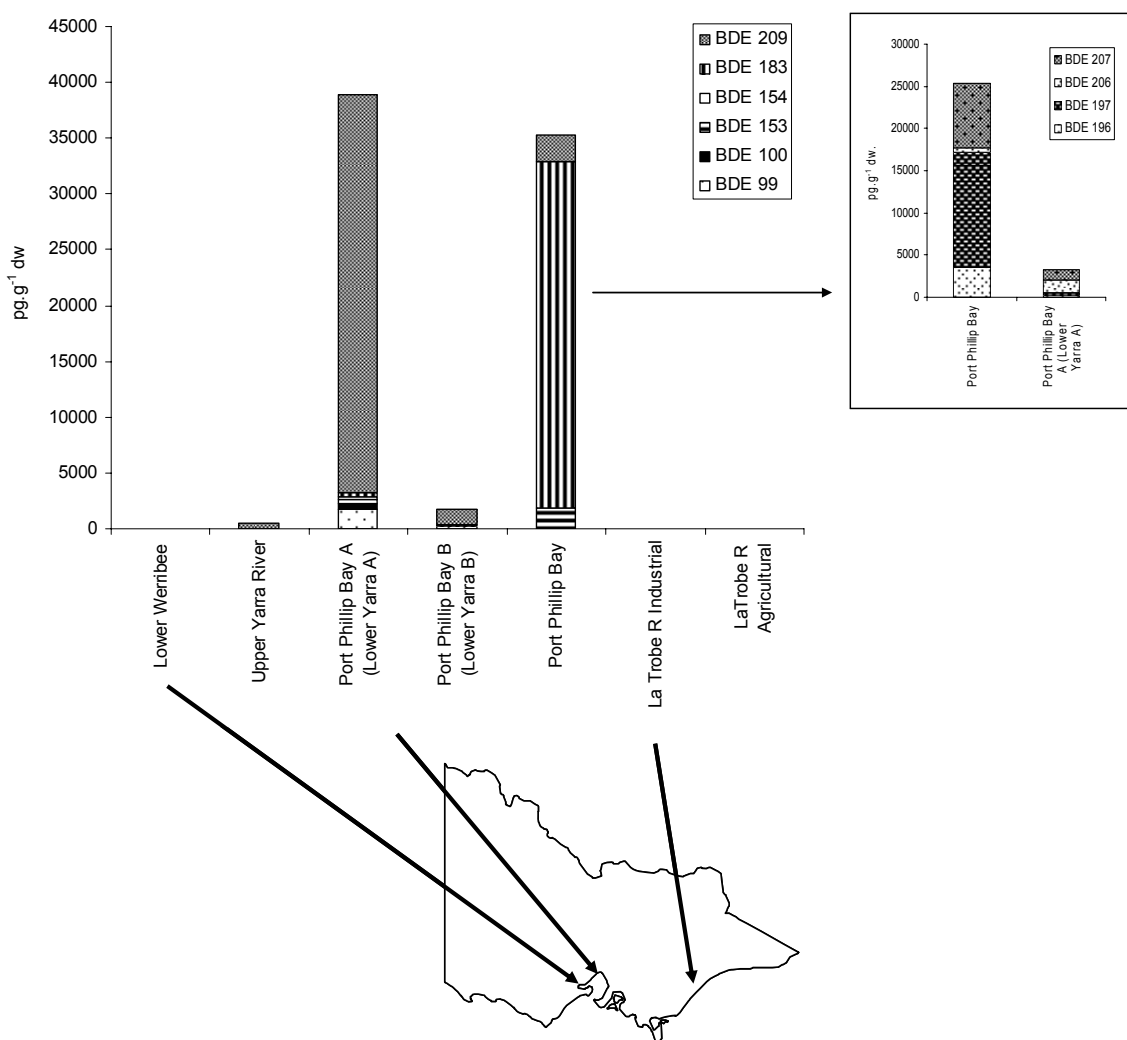 45000
40000
35000
30000
25000
20000
15000
10000
5000
0
pg.g-1 dw
BDE 209
BDE 183
BDE 154
BDE 153
BDE 100
BDE 99
Lower Werribee
Upper Yarra River
Port Phillip Bay A
(Lower Yarra A)
Port Phillip Bay B
(Lower Yarra B)
Port Phillip Bay
La Trobe R Industrial
LaTrobe R
Agricultural
30000
25000
20000
15000
10000
5000
0
pg.g-1 dw.
BDE 207
BDE 206
BDE 197
BDE 196
Port Phillip Bay
Port Phillip Bay
A (Lower
Yarra A)